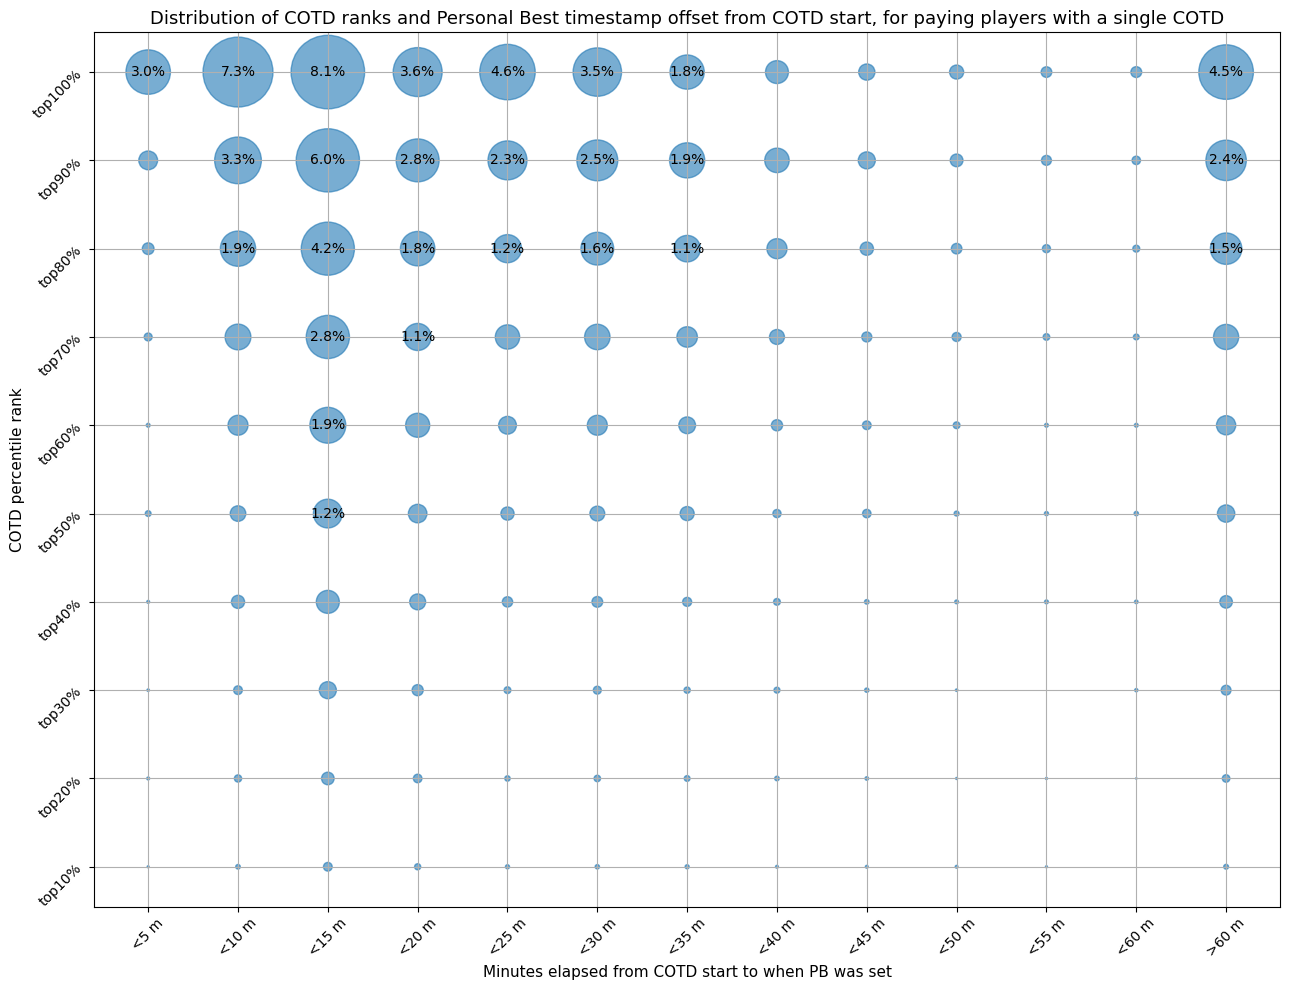 Distribution of COTD ranks and Personal Best timestamp offset from COTD start, for paying players with a single COTD
COTD percentile rank
top100%
3.0% 7.3% 8.1% 3.6% 4.6% 3.5% 1.8% 4.5%
top90%
3.3% 6.0% 2.8% 2.3% 2.5% 1.9% 2.4%
top80%
1.9% 4.2% 1.8% 1.2% 1.6% 1.1% 1.5%
top70%
2.8% 1.1%
top60%
1.9%
top50%
1.2%
top40%
top30%
top20%
top10%
<5 m <10 m <15 m <20 m <25 m <30 m <35 m <40 m <45 m <50 m <55 m <60 m >60 m
Minutes elapsed from COTD start to when PB was set